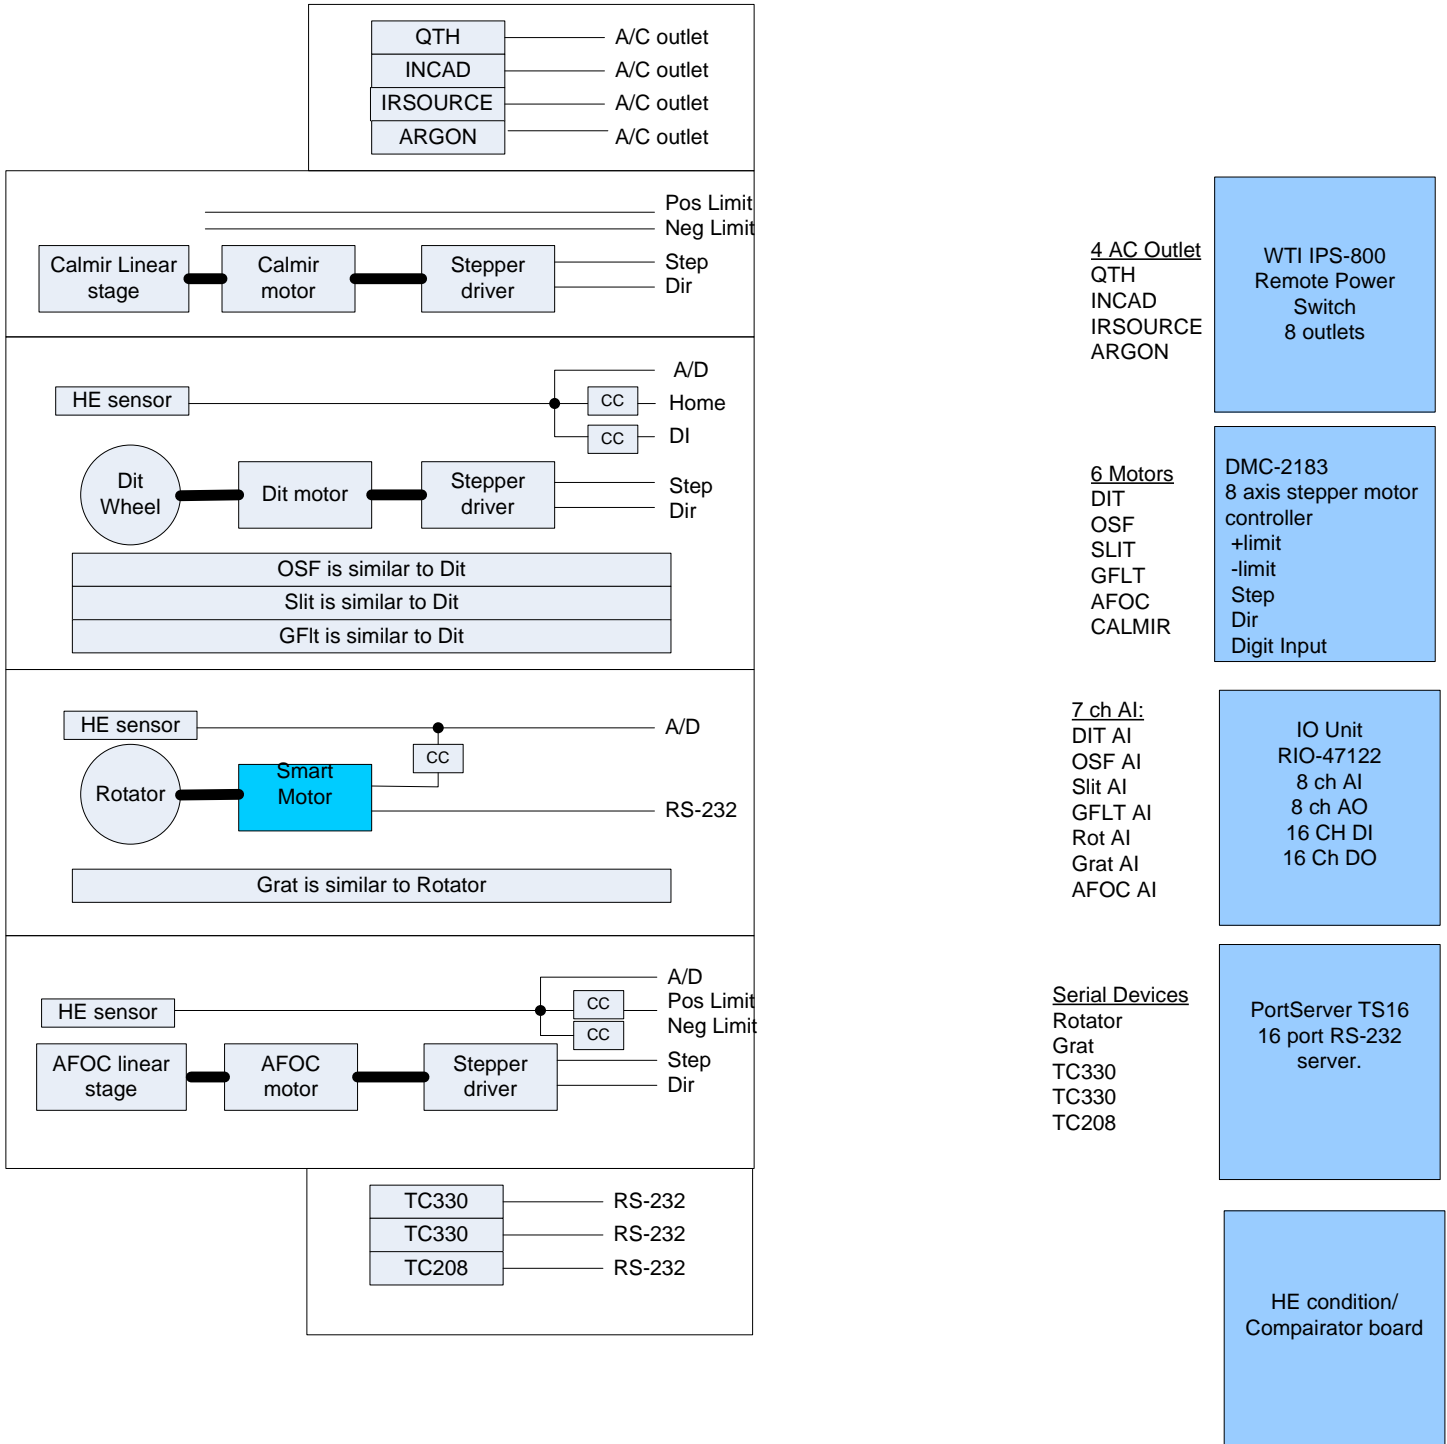 QTH
A/C outlet
INCAD
A/C outlet
IRSOURCE
A/C outlet
ARGON
A/C outlet
Pos Limit
Neg Limit
Calmir Linear
stage
Calmir
motor
Stepper
driver
Step
Dir
HE sensor
A/D
CC
Home
CC
DI
Dit
Wheel
Dit motor
Stepper
driver
Step
Dir
OSF is similar to Dit
Slit is similar to Dit
GFlt is similar to Dit
HE sensor
A/D
CC
Rotator
Smart
Motor
RS-232
Grat is similar to Rotator
HE sensor
A/D
CC
Pos Limit
CC
Neg Limit
AFOC linear
stage
AFOC
motor
Stepper
driver
Step
Dir
TC330
RS-232
TC330
RS-232
TC208
RS-232
4 AC Outlet
QTH
INCAD
IRSOURCE
ARGON
WTI IPS-800
Remote Power
Switch
8 outlets
6 Motors
DIT
OSF
SLIT
GFLT
AFOC
CALMIR
DMC-2183
8 axis stepper motor
controller
+limit
-limit
Step
Dir
Digit Input
7 ch AI:
DIT AI
OSF AI
Slit AI
GFLT AI
Rot AI
Grat AI
AFOC AI
IO Unit
RIO-47122
8 ch AI
8 ch AO
16 CH DI
16 Ch DO
Serial Devices
Rotator
Grat
TC330
TC330
TC208
PortServer TS16
16 port RS-232
server.
HE condition/
Compairator board